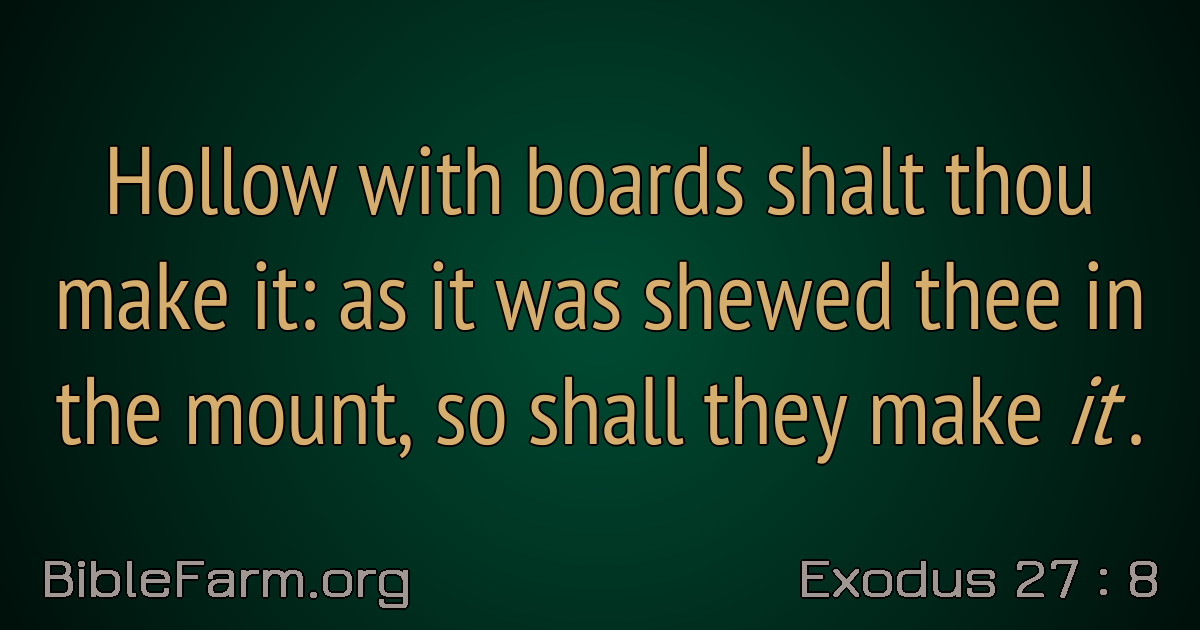 Hollow with boards shalt thou
make it: as it was shewed thee in
the mount, so shall they make it.
BibleFarm.org
Exodus 27 : 8